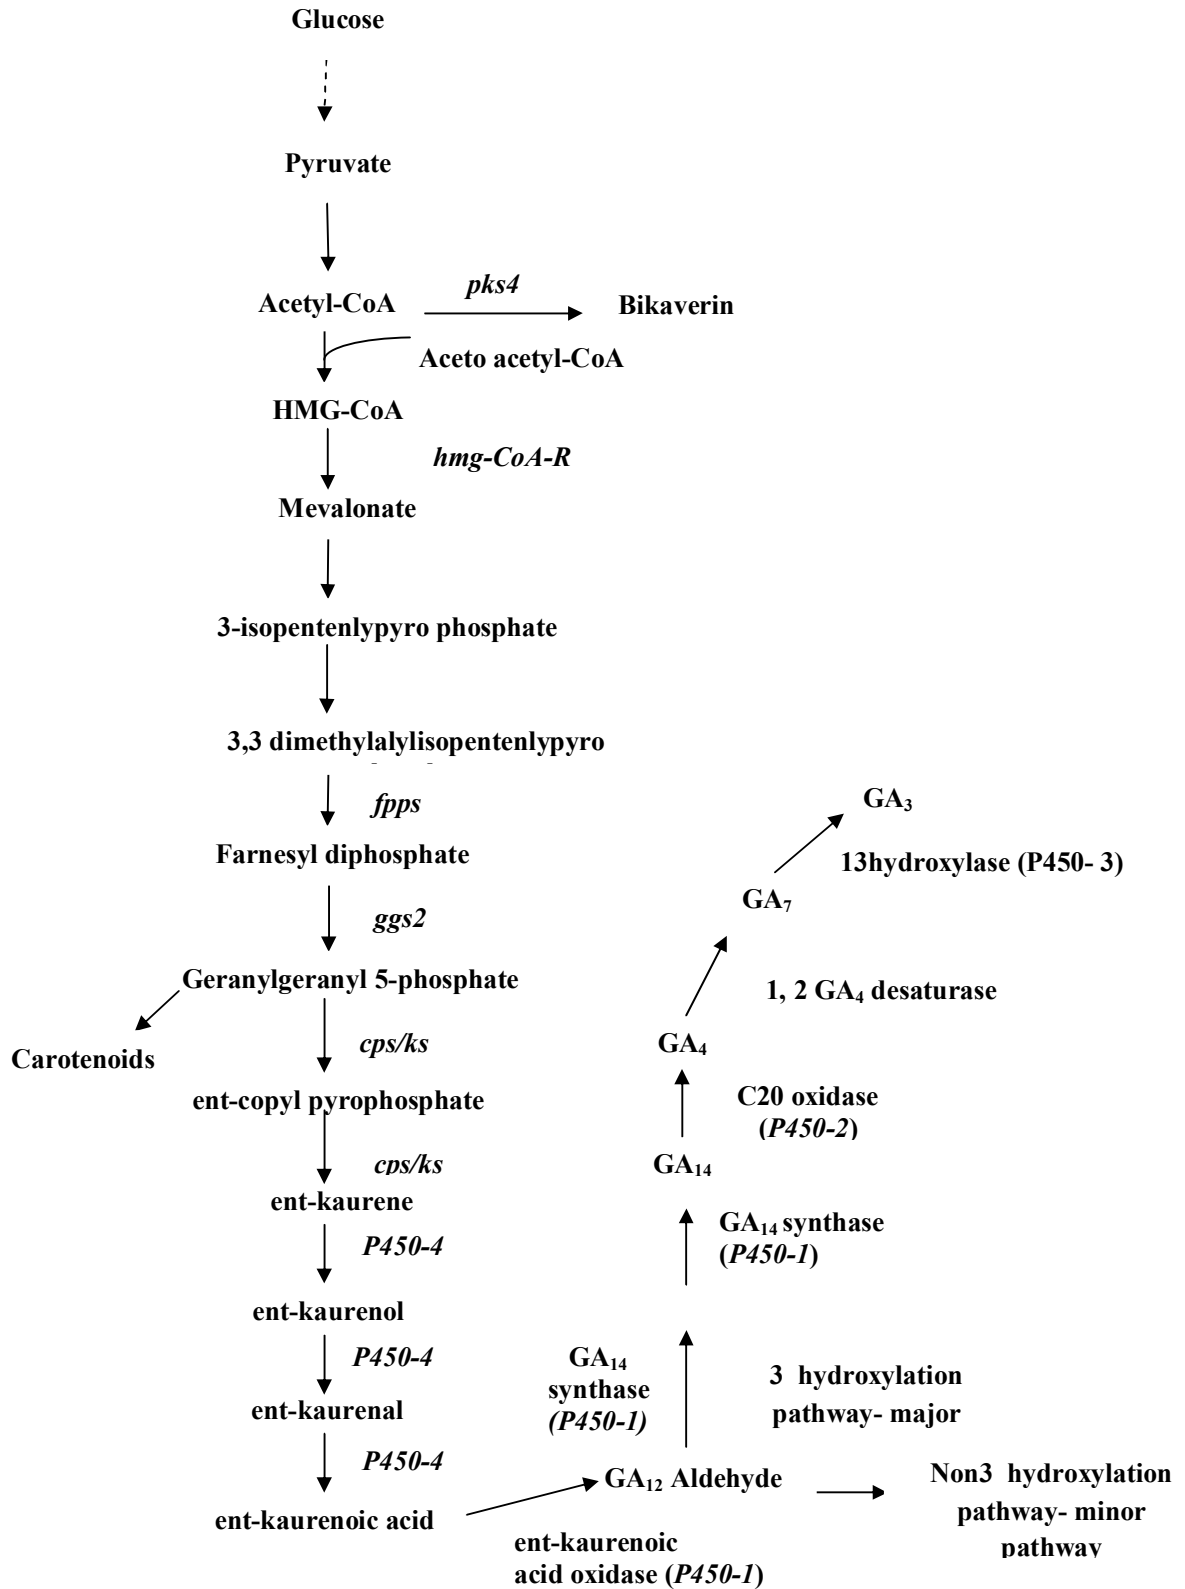 Glucose
Pyruvate
Acetyl-CoA
pks4
Bikaverin
Aceto acetyl-CoA
HMG-CoA
hmg-CoA-R
Mevalonate
3-isopentenlypyro phosphate
3,3 dimethylalylisopentenlypyro
fpps
Farnesyl diphosphate
ggs2
Geranylgeranyl 5-phosphate
Carotenoids
cps/ks
ent-copyl pyrophosphate
cps/ks
ent-kaurene
P450-4
ent-kaurenol
P450-4
ent-kaurenal
P450-4
ent-kaurenoic acid
ent-kaurenoic
acid oxidase (P450-1)
GA12 Aldehyde
Non3 hydroxylation
pathway- minor
pathway
GA14
synthase
(P450-1)
3 hydroxylation
pathway- major
GA14 synthase
(P450-1)
GA14
C20 oxidase
(P450-2)
GA4
1, 2 GA4 desaturase
GA7
13hydroxylase (P450- 3)
GA3